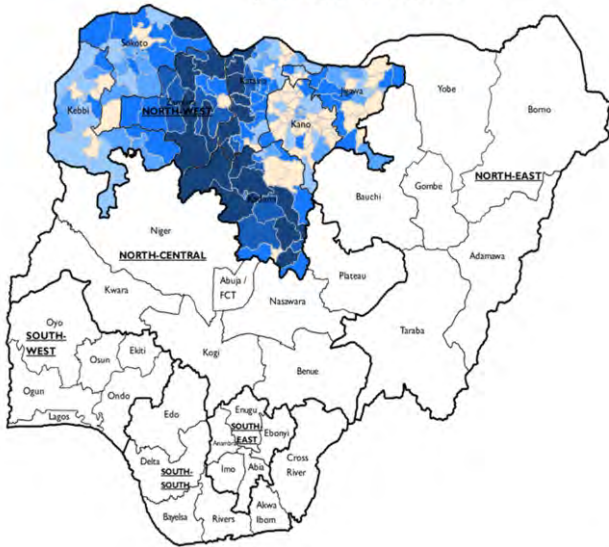 Sokoto
Katsina
Zamfara
Jigawa
Yobe
Borno
Kebbi
NORTH-WEST
Kano
Kaduna
Bauchi
Gombe
NORTH-EAST
Niger
NORTH-CENTRAL
Adamawa
Abuja /
FCT
Plateau
Kwara
Nasawara
Oyo
SOUTH-
WEST
Taraba
Osun
Ekiti
Kogi
Benue
Ogun
Ondo
Lagos
Edo
Enugu
SOUTH-
EAST
Ebonyi
Anambra
Delta
SOUTH-
SOUTH
Imo
Abia
Cross
River
Bayelsa
Rivers
Akwa
Ibom